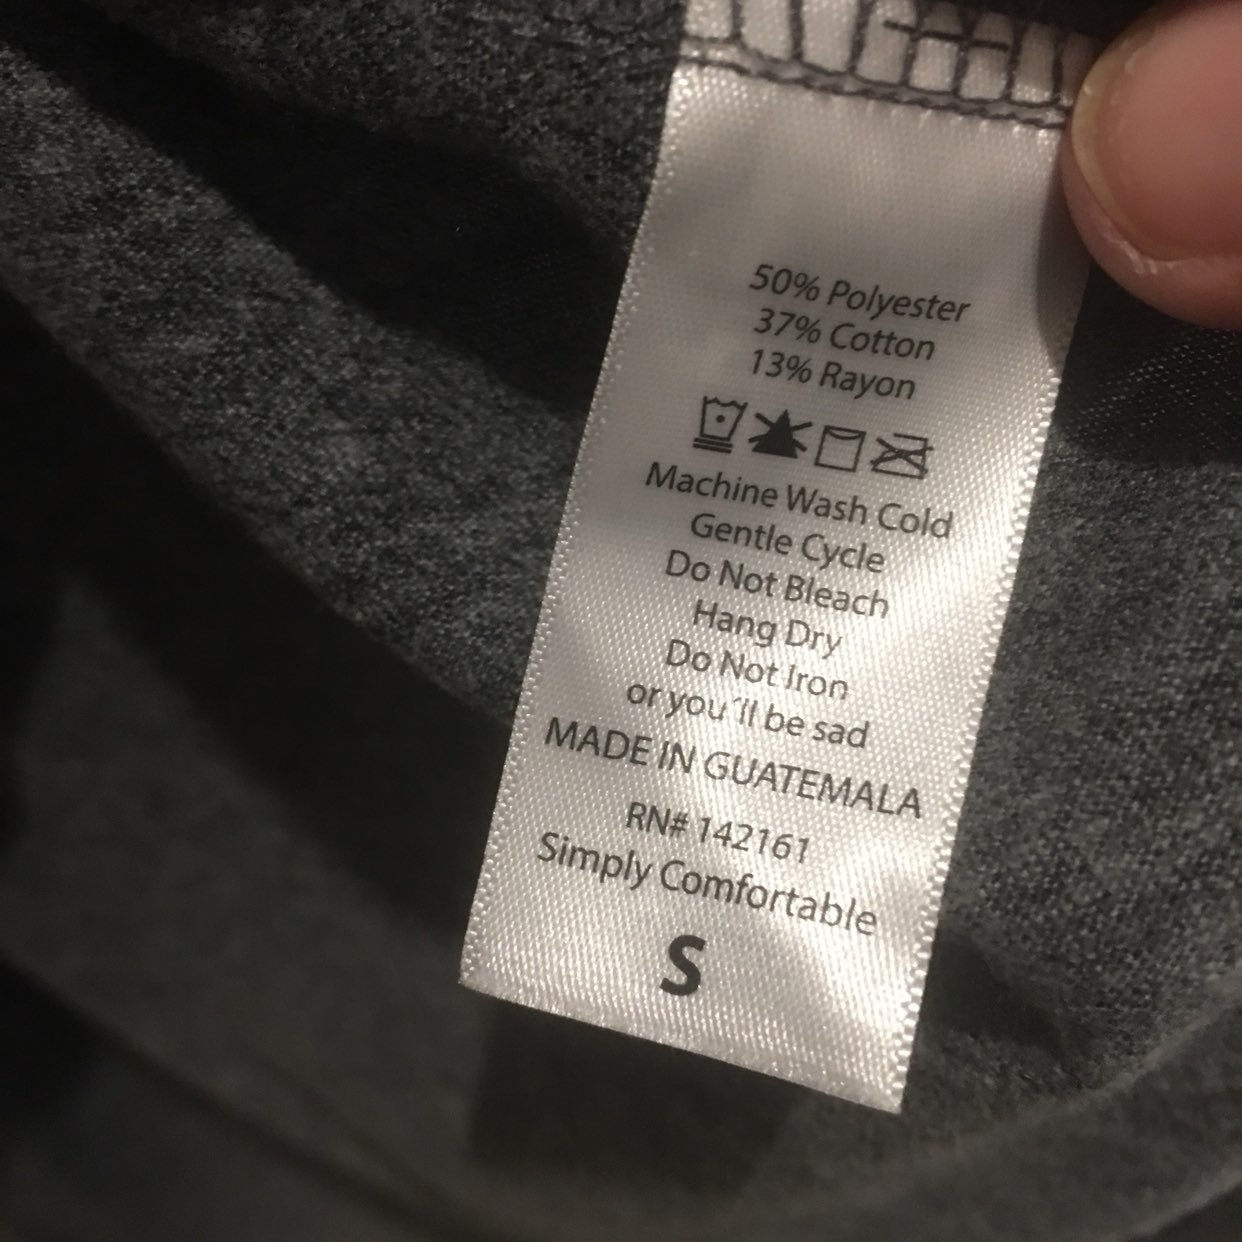 50% Polyester
37% Cotton
13% Rayon
Machine Wash Cold
Gentle Cycle
Do Not Bleach
Hang Dry
Do Not Iron
or you´ll be sad
MADE IN GUATEMALA
RN# 142161
Simply Comfortable
S